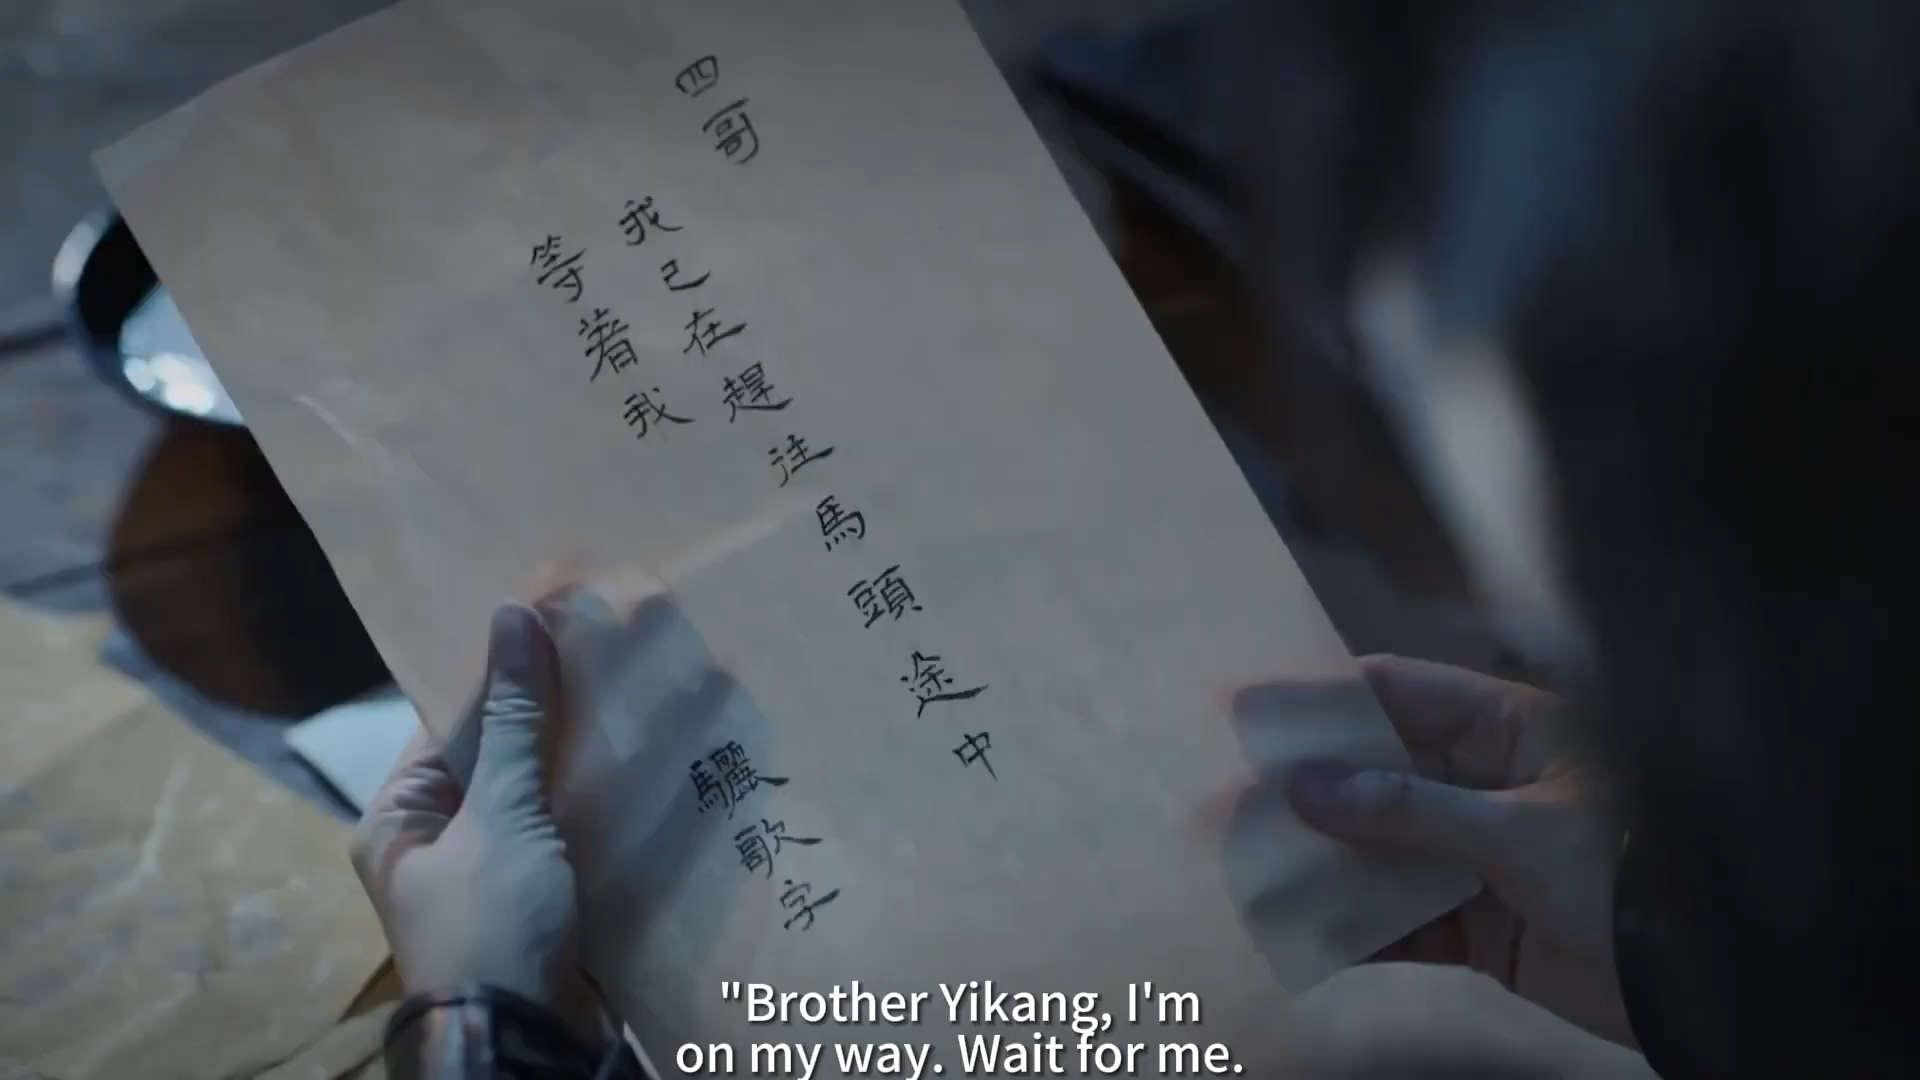 四哥
我已在趕往馬頭途中
等着我
驪歌字
"Brother Yikang, I'm
on my way. Wait for me.